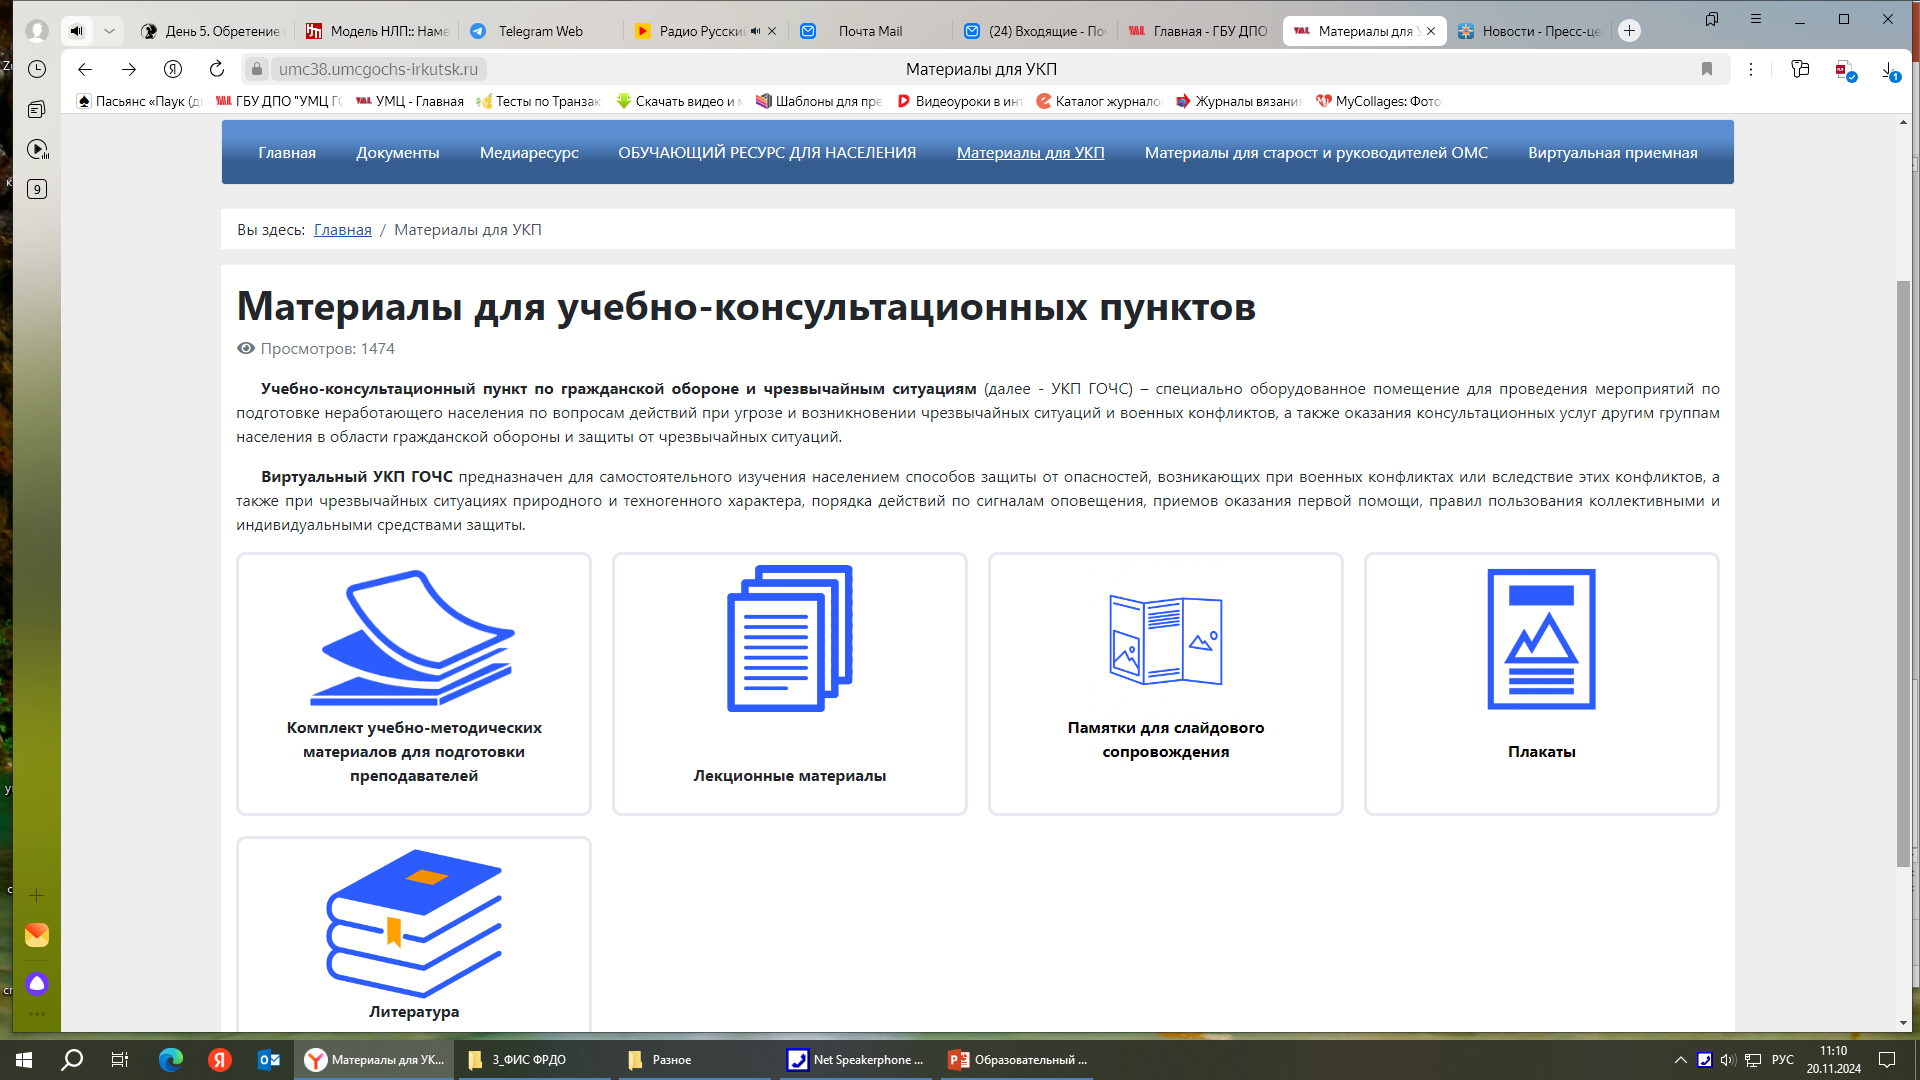 День 5. Обретение
Модель НЛП:: Наме
Telegram Web
Радио Русски
Почта Mail
(24) Входящие - По
Главная - ГБУ ДПО
Материалы для У
Новости - Пресс-це
umc38.umcgochs-irkutsk.ru
Материалы для УКП
1
Пасьянс «Паук (д
ГБУ ДПО "УМЦ ГО
УМЦ - Главная
Тесты по Транзак
Скачать видео и м
Шаблоны для пре
Видеоуроки в инт
Каталог журнало
Журналы вязания
MyCollages: Фото
9
Главная
Документы
Медиаресурс
ОБУЧАЮЩИЙ РЕСУРС ДЛЯ НАСЕЛЕНИЯ
Материалы для УКП
Материалы для старост и руководителей ОМС
Виртуальная приемная
Вы здесь: Главная / Материалы для УКП
Материалы для учебно-консультационных пунктов
Просмотров: 1474
Учебно-консультационный пункт по гражданской обороне и чрезвычайным ситуациям (далее - УКП ГОЧС) – специально оборудованное помещение для проведения мероприятий по
подготовке неработающего населения по вопросам действий при угрозе и возникновении чрезвычайных ситуаций и военных конфликтов, а также оказания консультационных услуг другим группам
населения в области гражданской обороны и защиты от чрезвычайных ситуаций.
Виртуальный УКП ГОЧС предназначен для самостоятельного изучения населением способов защиты от опасностей, возникающих при военных конфликтах или вследствие этих конфликтов, а
также при чрезвычайных ситуациях природного и техногенного характера, порядка действий по сигналам оповещения, приемов оказания первой помощи, правил пользования коллективными и
индивидуальными средствами защиты.
Комплект учебно-методических
материалов для подготовки
преподавателей
Лекционные материалы
Памятки для слайдового
сопровождения
Плакаты
Литература
Материалы для УК...
3_ФИС ФРДО
Разное
Net Speakerphone ...
Образовательный ...
РУС
11:10
20.11.2024